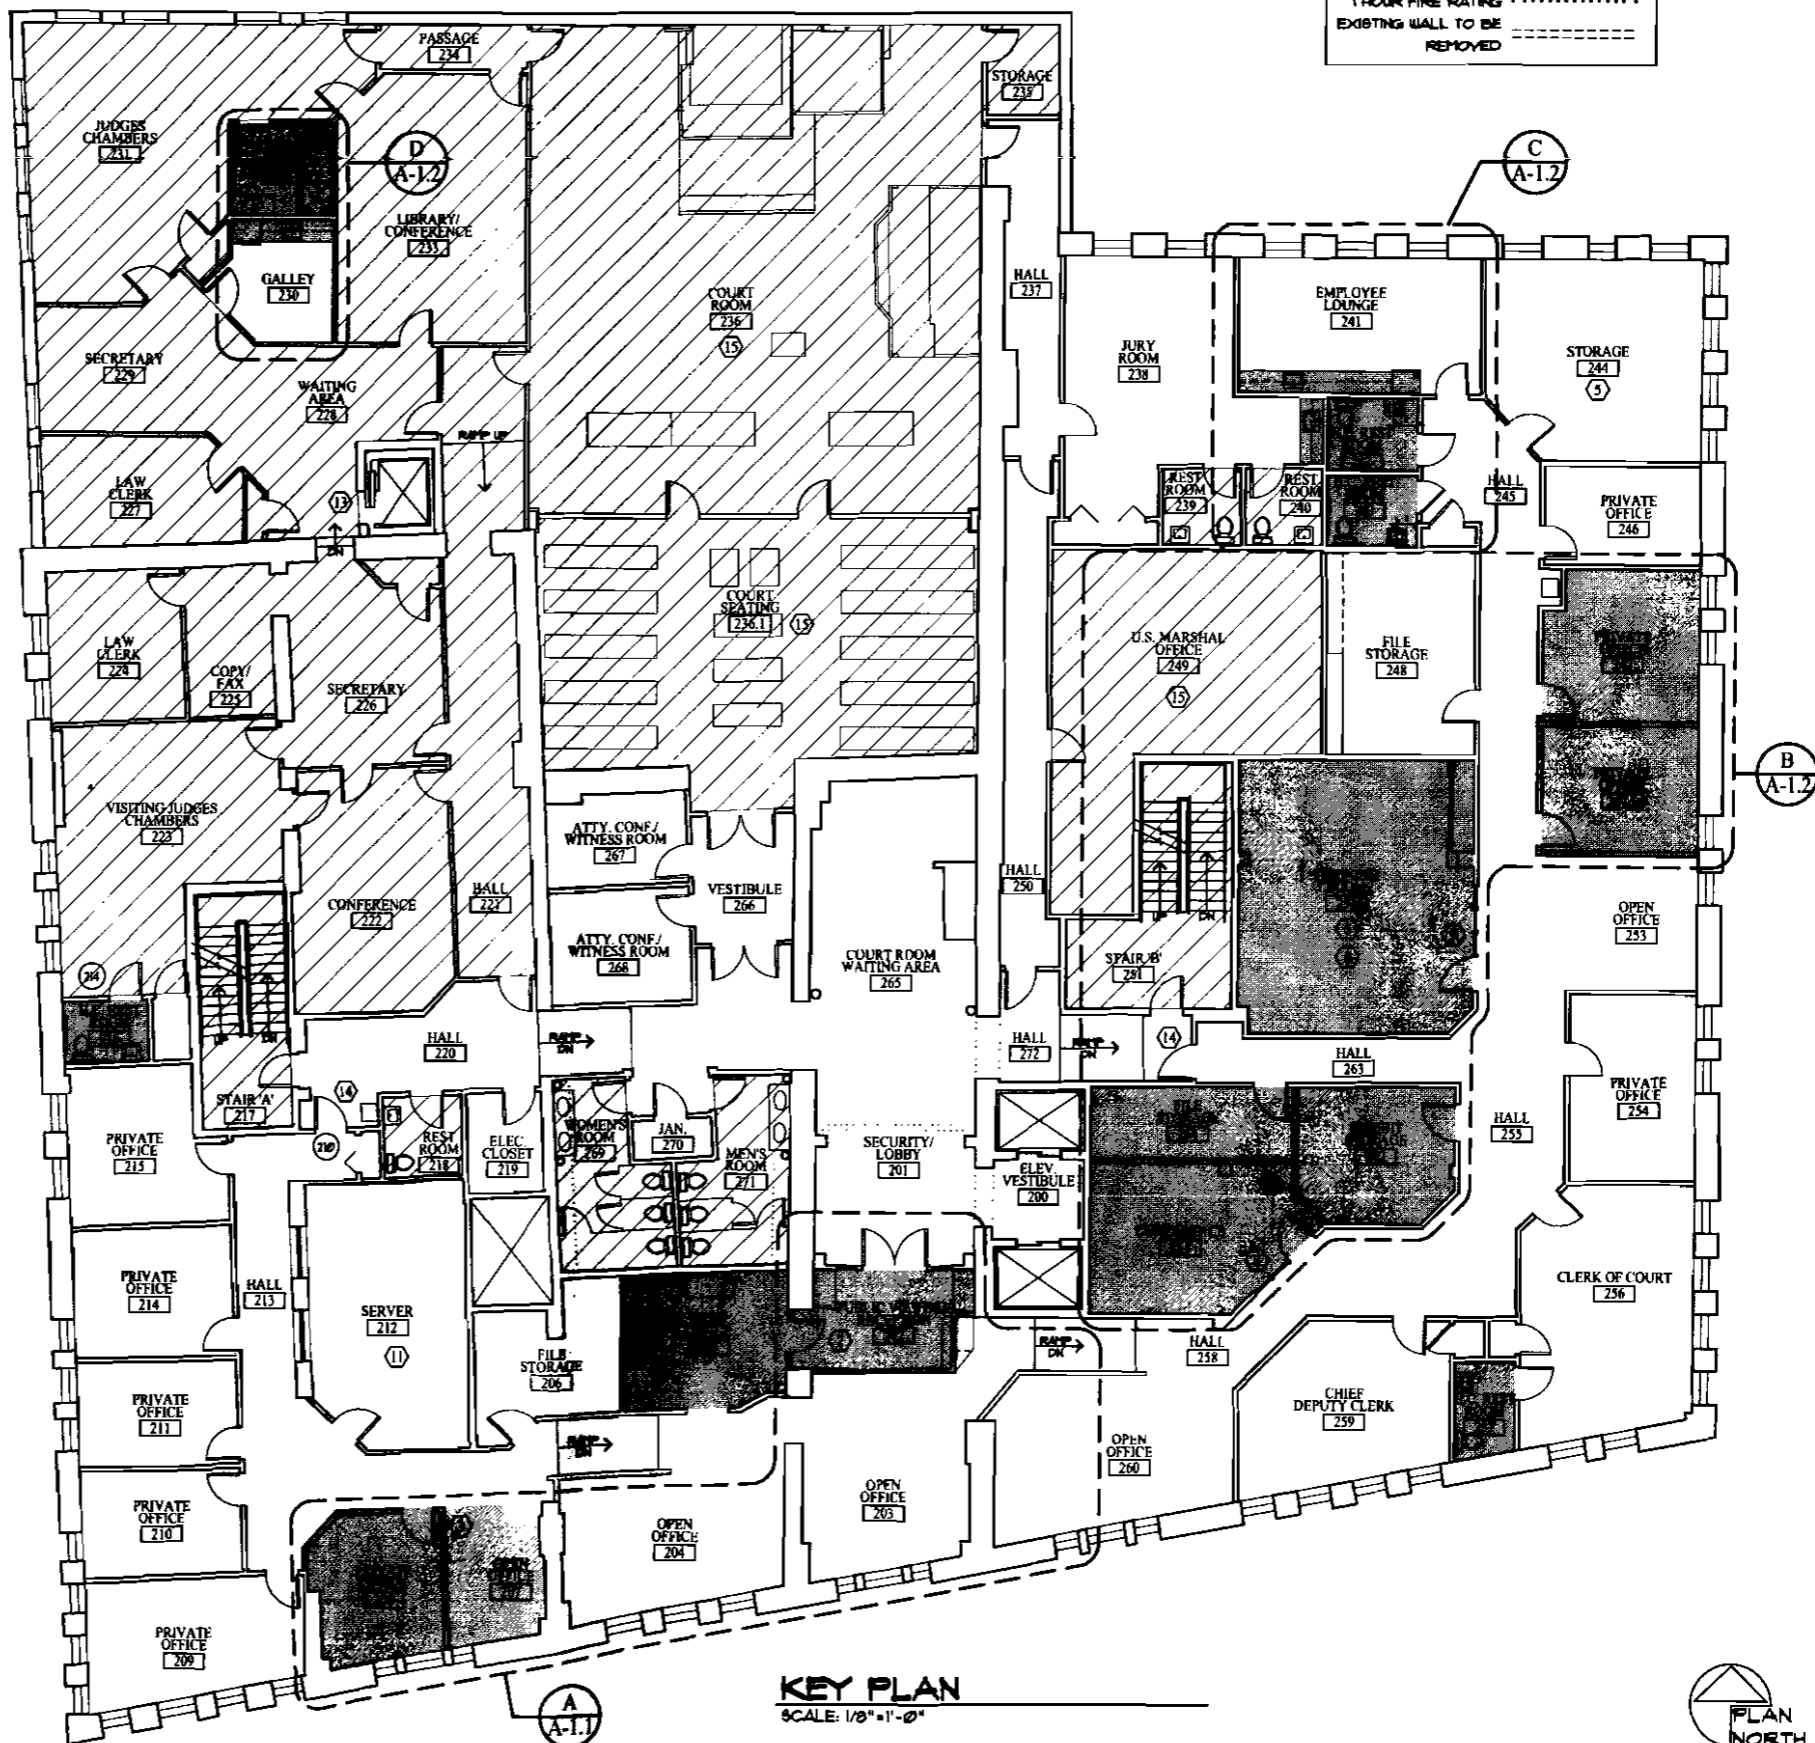 1 HOUR FIRE RATING
EXISTING WALL TO BE
REMOVED
PASSAGE
234
STORAGE
235
JUDGES
CHAMBERS
231
D
A-1.2
C
A-1.2
LIBRARY/
CONFERENCE
233
GALLEY
230
COURT
ROOM
236
15
HALL
237
EMPLOYEE
LOUNGE
241
JURY
ROOM
238
STORAGE
244
5
SECRETARY
229
WAITING
AREA
228
RAMP UP
LAW
CLERK
227
13
DN
REST
ROOM
239
REST
ROOM
240
HALL
245
PRIVATE
OFFICE
246
LAW
CLERK
224
COPY/
FAX
225
SECRETARY
226
COURT
SEATING
236.1
15
U.S. MARSHAL
OFFICE
249
15
FILE
STORAGE
248
PRIVATE
B
A-1.2
VISITING JUDGES
CHAMBERS
223
ATTY. CONF./
WITNESS ROOM
267
VESTIBULE
266
HALL
250
CONFERENCE
222
HALL
221
ATTY. CONF./
WITNESS ROOM
268
COURT ROOM
WAITING AREA
265
UP
DN
STAIR 'B'
251
OPEN
OFFICE
253
UP
DN
HALL
220
RAMP
DN
HALL
272
RAMP
DN
14
HALL
263
PRIVATE
OFFICE
254
STAIR 'A'
217
14
PRIVATE
OFFICE
215
REST
ROOM
218
ELEC.
CLOSET
219
WOMEN'S
ROOM
269
JAN.
270
MEN'S
ROOM
271
SECURITY/
LOBBY
201
ELEV.
VESTIBULE
200
FILE
HALL
255
PRIVATE
OFFICE
214
HALL
213
SERVER
212
11
FILE
STORAGE
206
CLERK OF COURT
256
RAMP
DN
HALL
258
PRIVATE
OFFICE
211
CHIEF
DEPUTY CLERK
259
RAMP
DN
OPEN
OFFICE
260
PRIVATE
OFFICE
210
OPEN
OFFICE
204
OPEN
OFFICE
203
OPEN
PRIVATE
OFFICE
209
A
A-1.1
KEY PLAN
SCALE: 1/8"=1'-0"
PLAN
NORTH